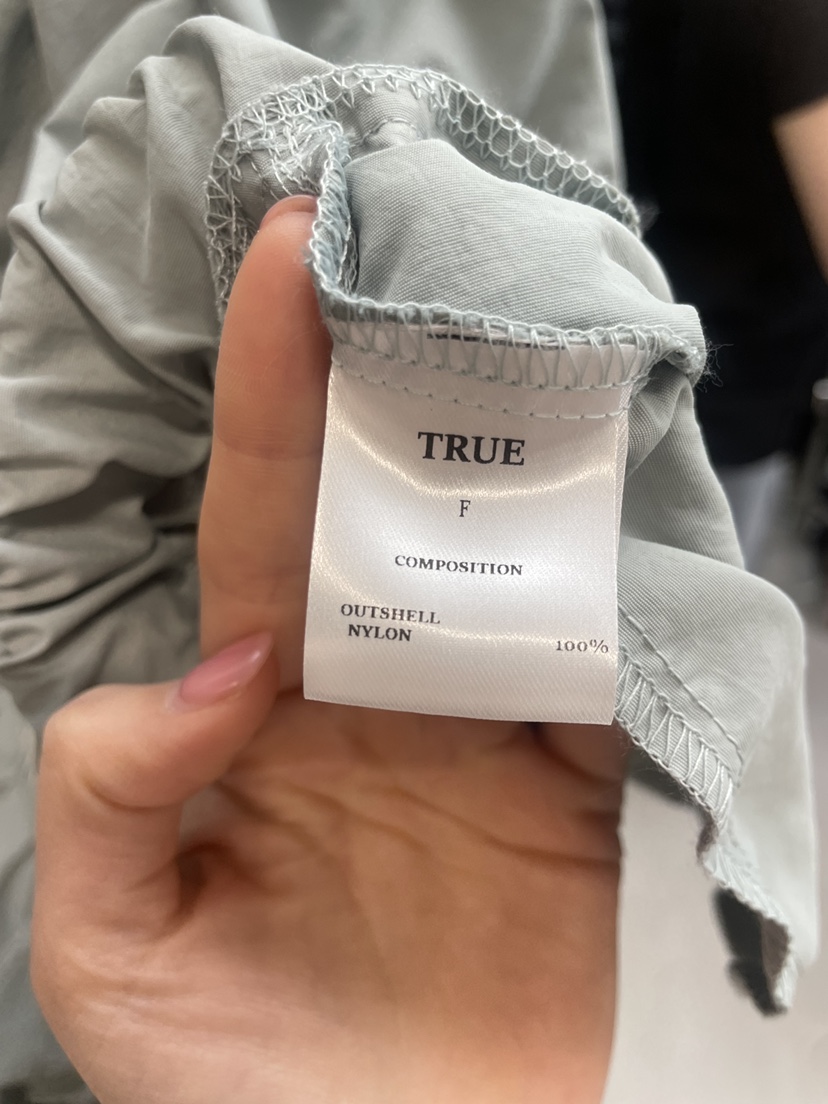 TRUE
F
COMPOSITION
OUTSHELL
NYLON 100%